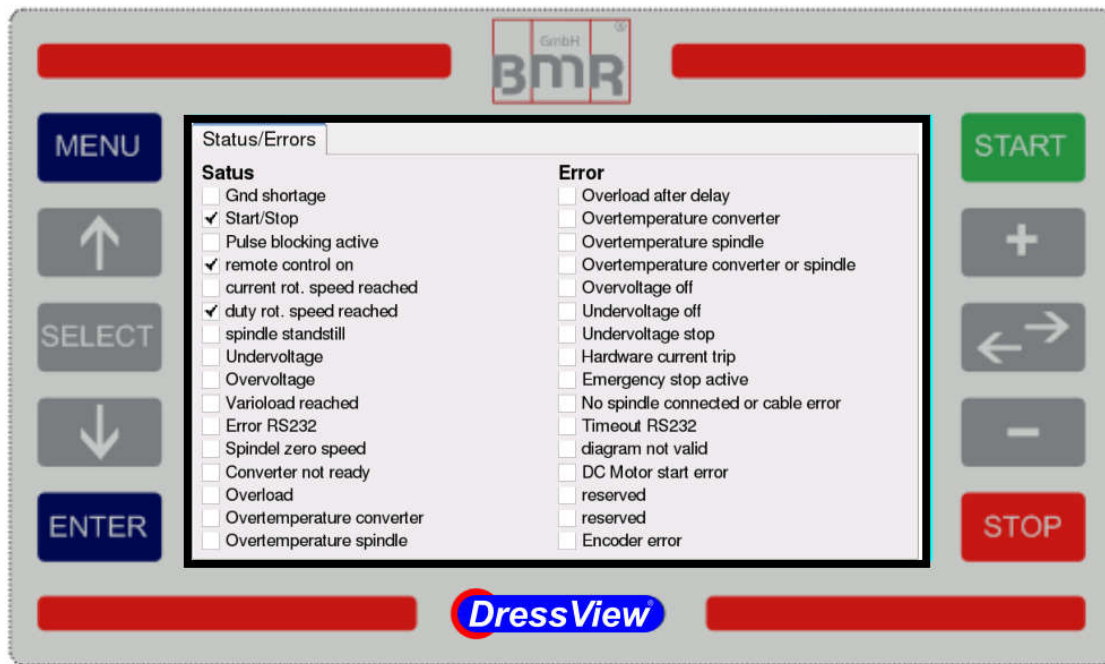 GmbH ®
BMR
MENU
SELECT
ENTER
Status/Errors
Satus
Gnd shortage
Start/Stop
Pulse blocking active
remote control on
current rot. speed reached
duty rot. speed reached
spindle standstill
Undervoltage
Overvoltage
Varioload reached
Error RS232
Spindel zero speed
Converter not ready
Overload
Overtemperature converter
Overtemperature spindle
Error
Overload after delay
Overtemperature converter
Overtemperature spindle
Overtemperature converter or spindle
Overvoltage off
Undervoltage off
Undervoltage stop
Hardware current trip
Emergency stop active
No spindle connected or cable error
Timeout RS232
diagram not valid
DC Motor start error
reserved
reserved
Encoder error
START
+
-
STOP
DressView®